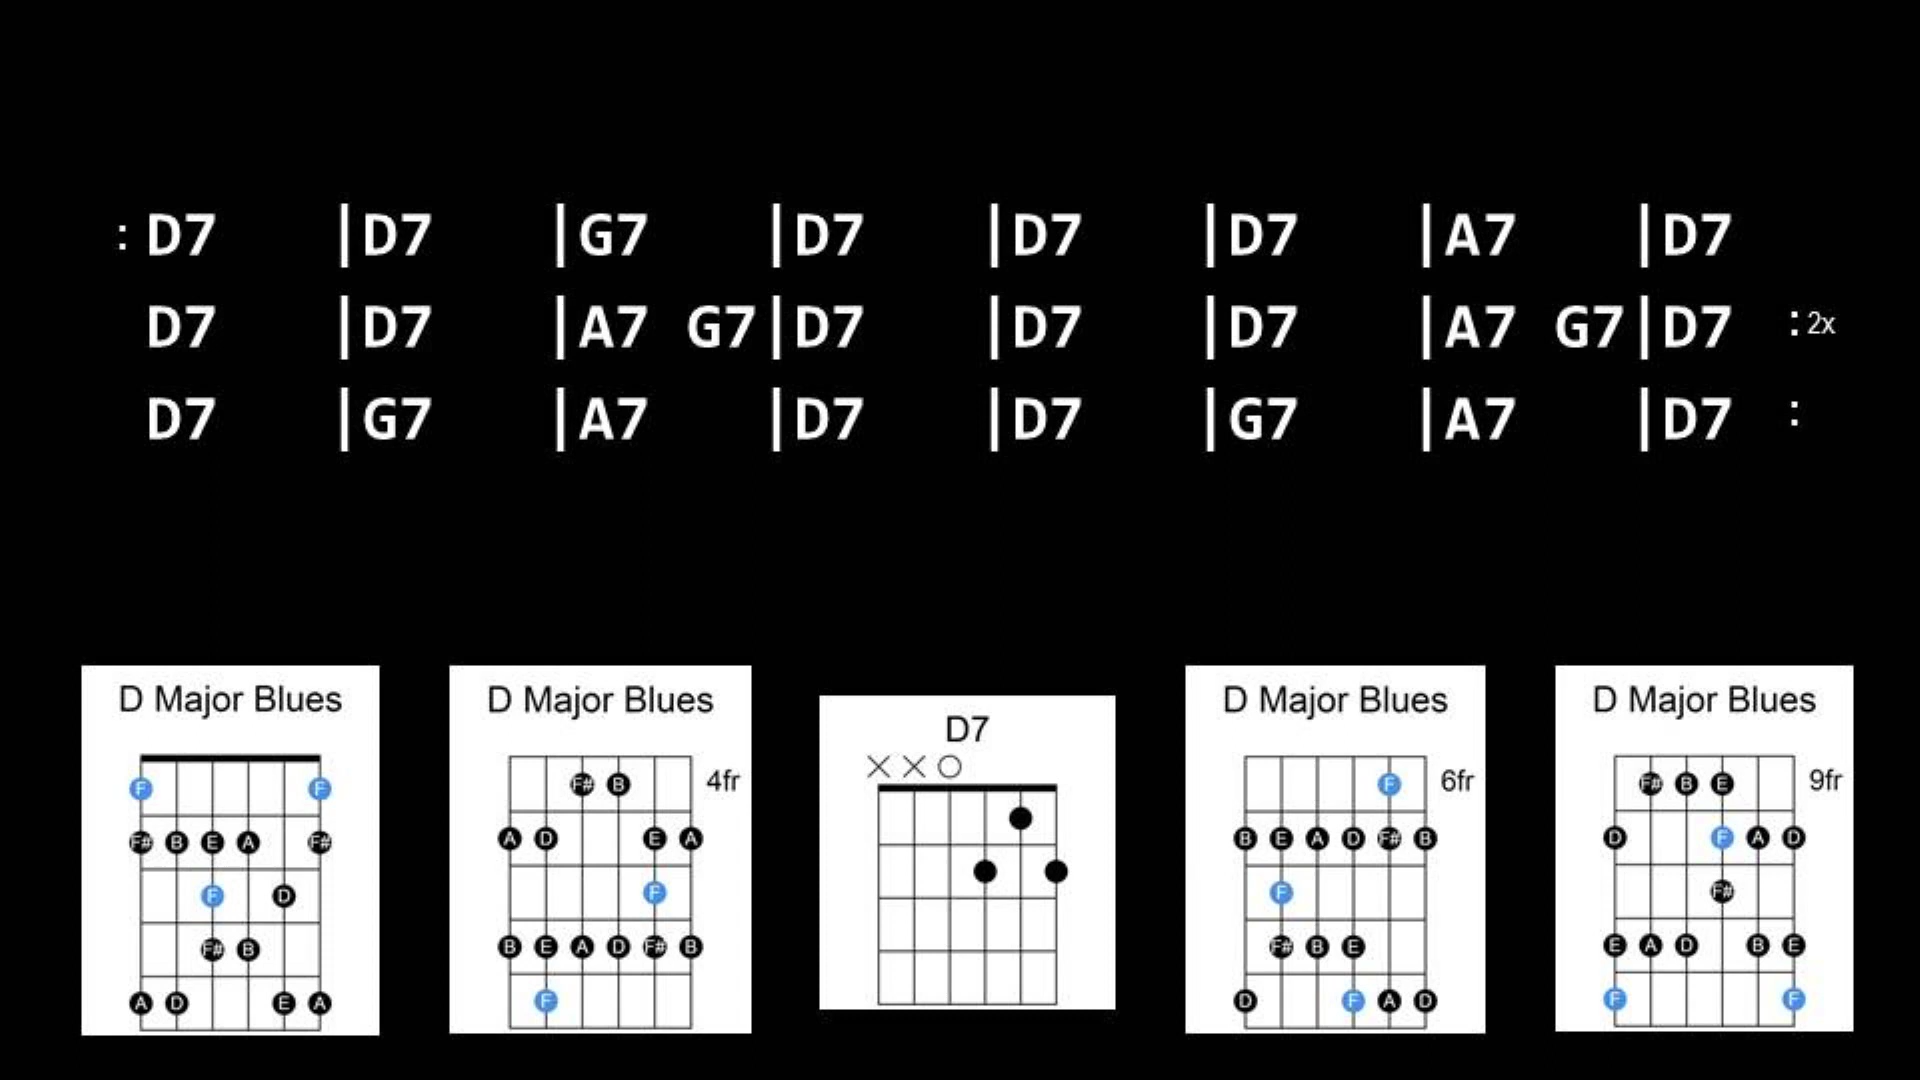 : D7 |D7 |G7 |D7 |D7 |D7 |A7 |D7
D7 |D7 |A7 G7|D7 |D7 |D7 |A7 G7|D7 :2x
D7 |G7 |A7 |D7 |D7 |G7 |A7 |D7 :
D Major Blues
F F
F# B E A F#
F D
F# B
A D E A
D Major Blues
F# B 4fr
A D E A
F
B E A D F# B
F
D7
X X O
D Major Blues
F 6fr
B E A D F# B
F
F# B E
D F A D
D Major Blues
F# B E 9fr
D F A D
F#
E A D B E
F F